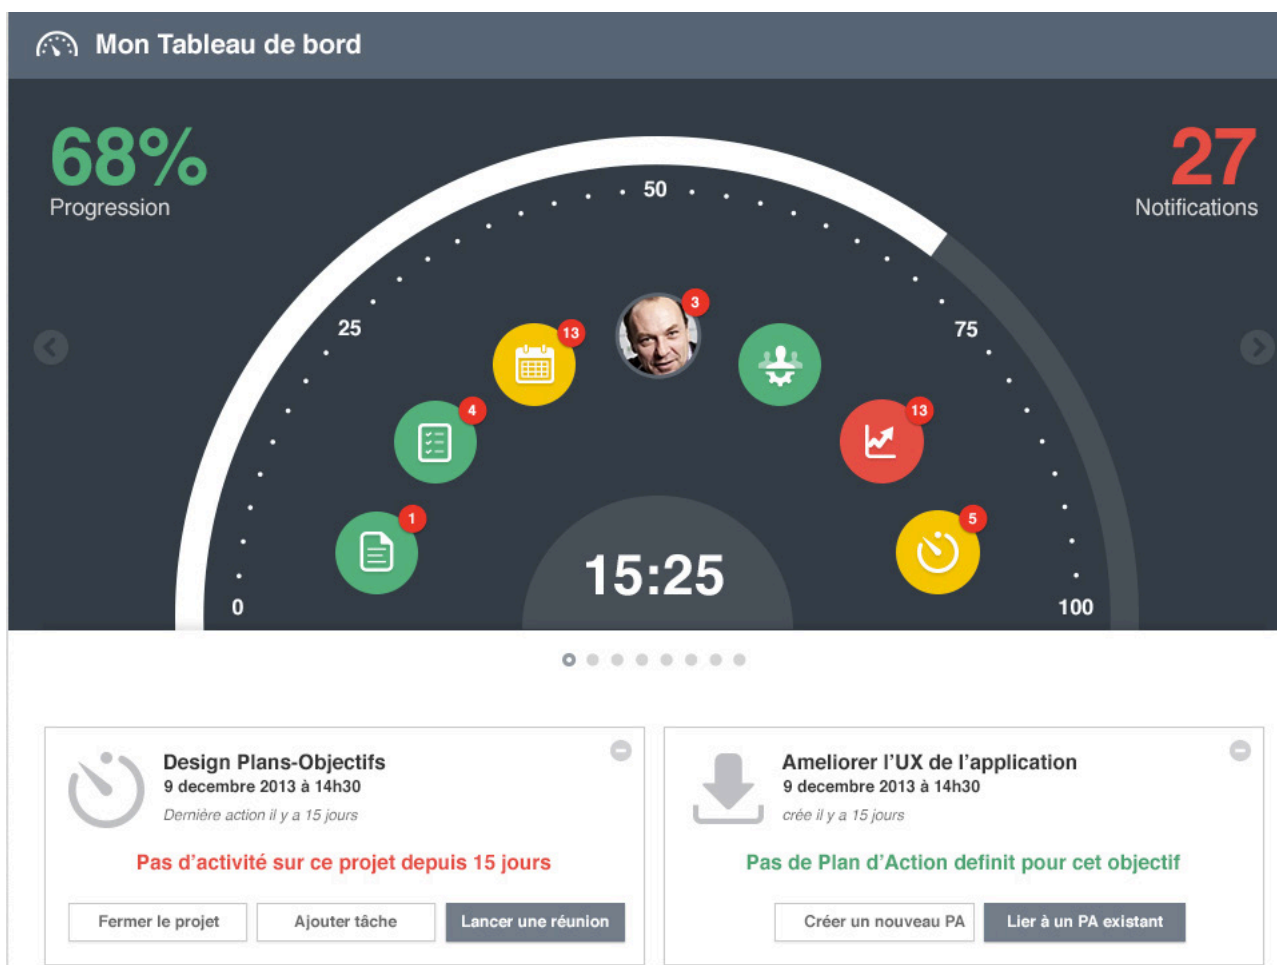 Mon Tableau de bord
68%
Progression
27
Notifications
50
25
75
3
13
4
13
1
5
15:25
0
100
Design Plans-Objectifs
9 decembre 2013 à 14h30
Dernière action il y a 15 jours
Pas d'activité sur ce projet depuis 15 jours
Fermer le projet
Ajouter tâche
Lancer une réunion
Ameliorer l'UX de l'application
9 decembre 2013 à 14h30
crée il y a 15 jours
Pas de Plan d'Action definit pour cet objectif
Créer un nouveau PA
Lier à un PA existant